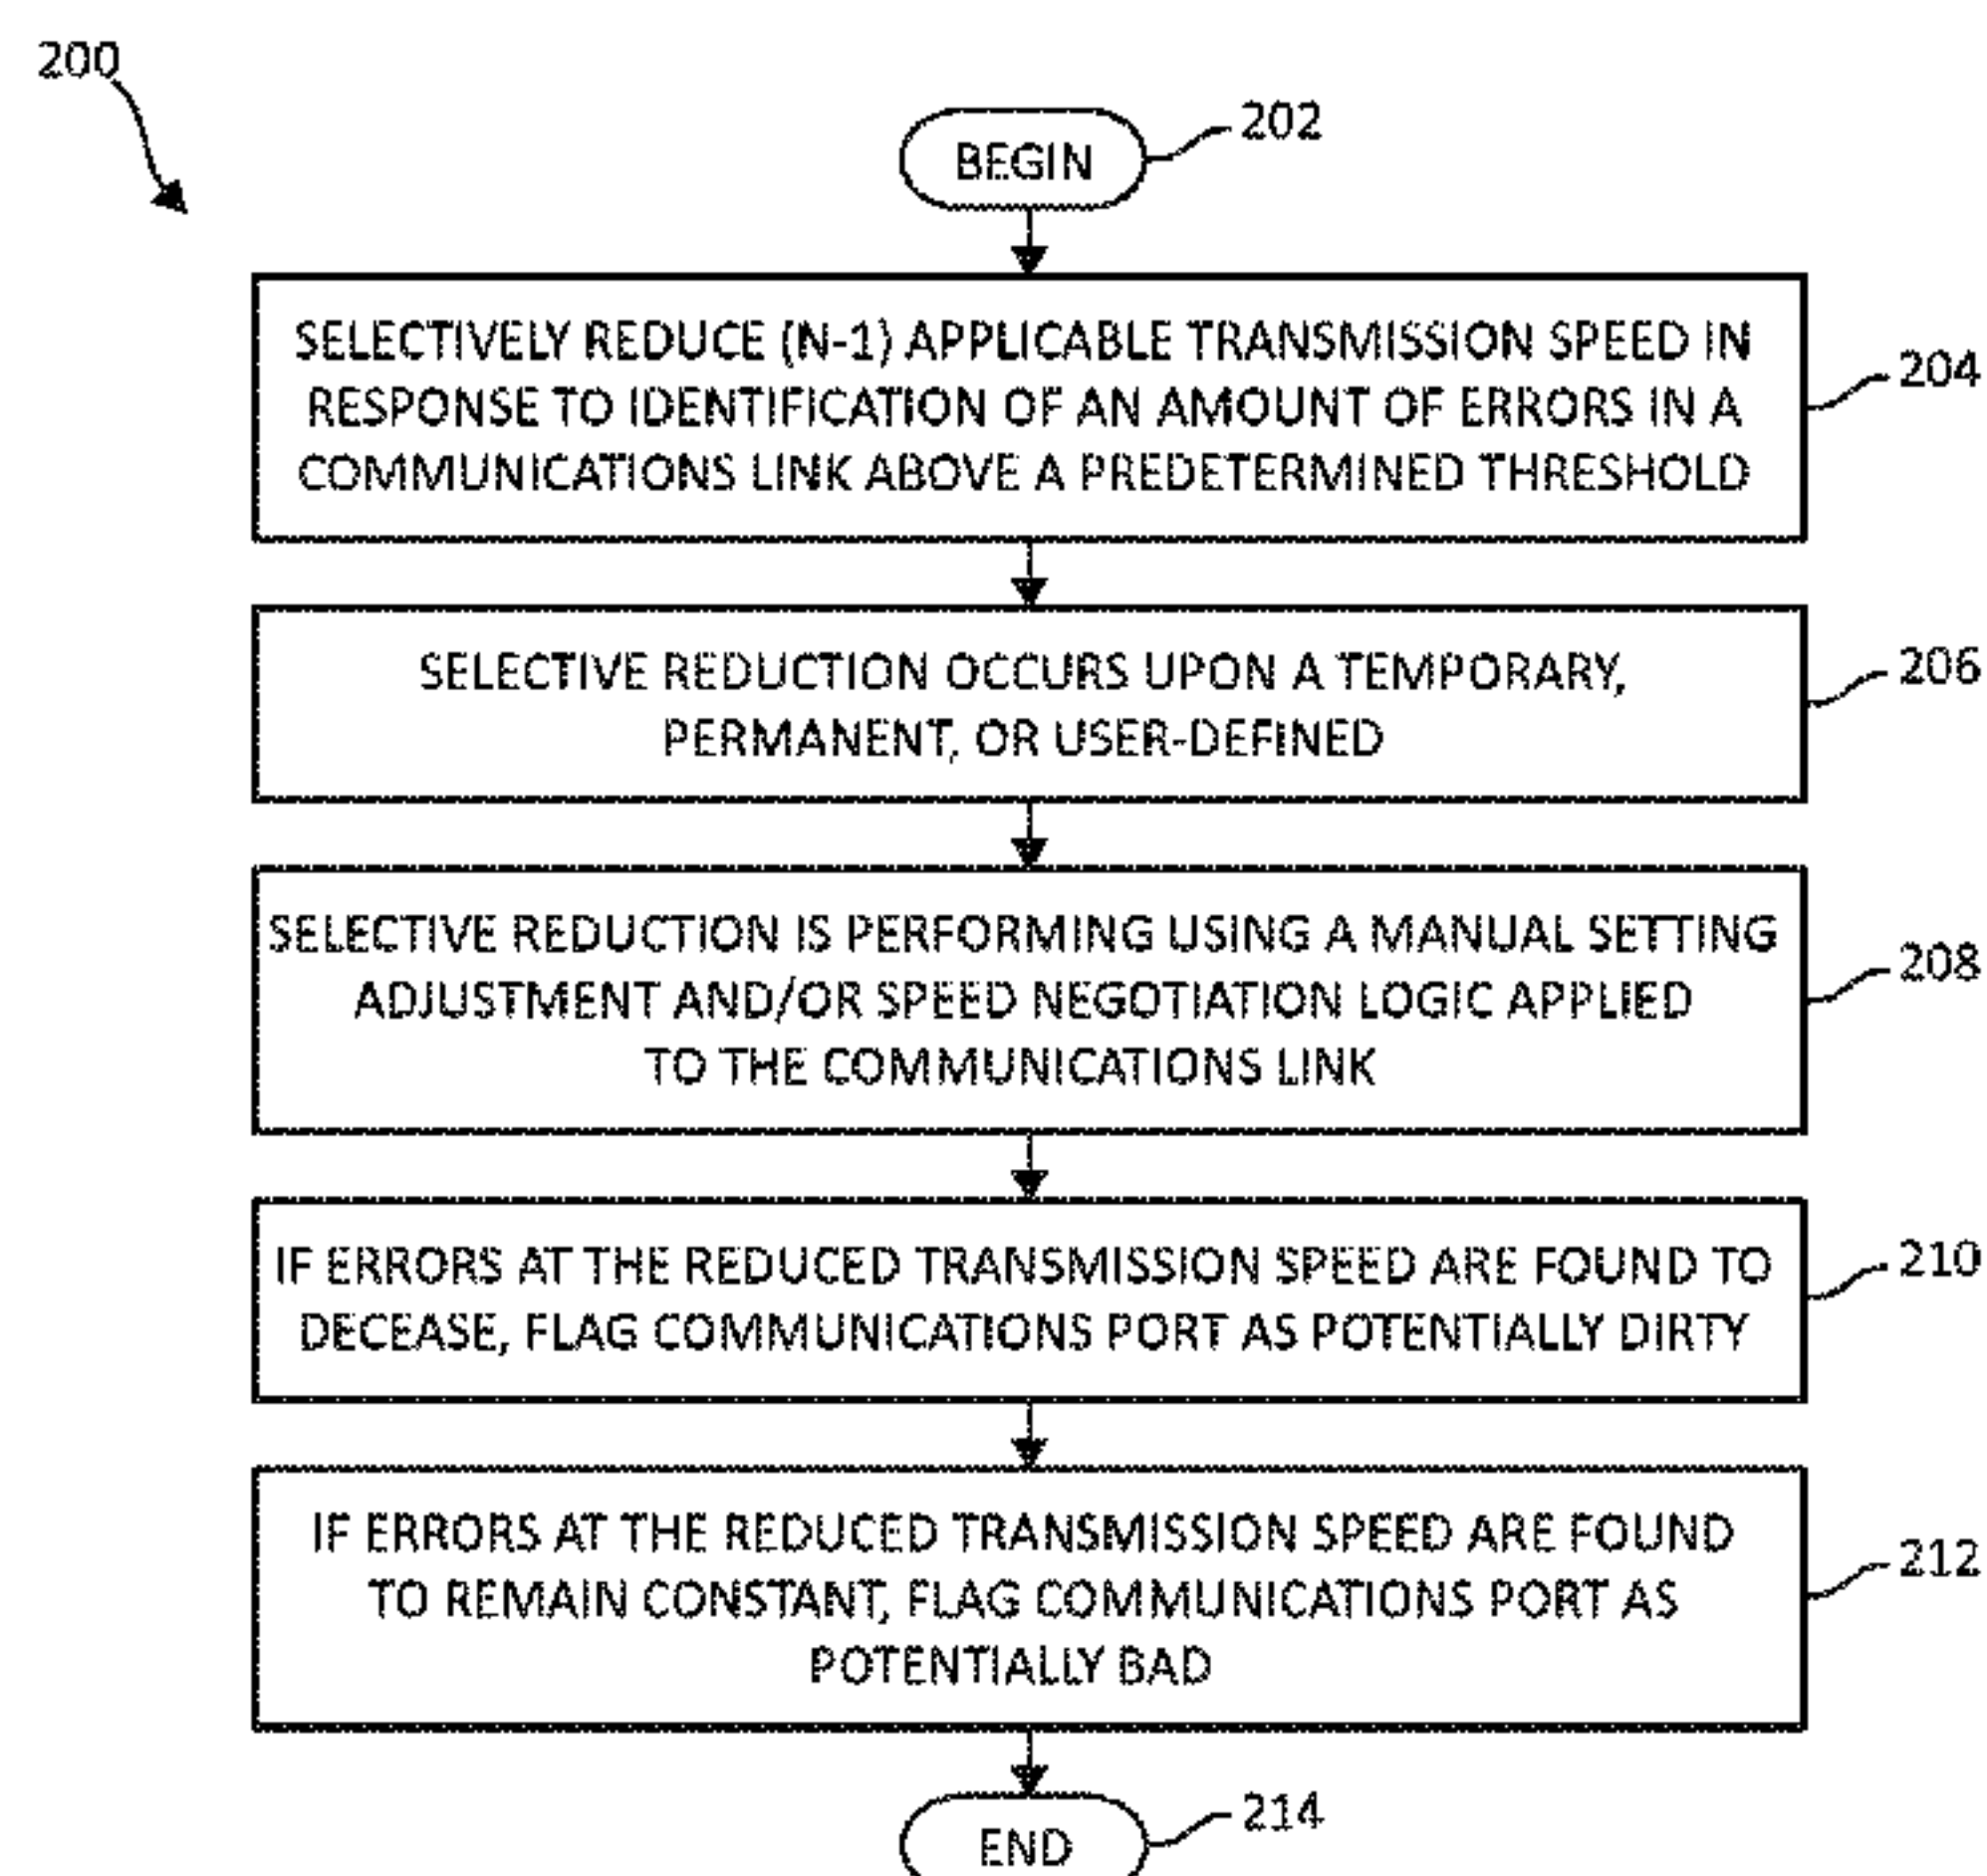 200
BEGIN
202
SELECTIVELY REDUCE (N-1) APPLICABLE TRANSMISSION SPEED IN
RESPONSE TO IDENTIFICATION OF AN AMOUNT OF ERRORS IN A
COMMUNICATIONS LINK ABOVE A PREDETERMINED THRESHOLD
204
SELECTIVE REDUCTION OCCURS UPON A TEMPORARY,
PERMANENT, OR USER-DEFINED
206
SELECTIVE REDUCTION IS PERFORMING USING A MANUAL SETTING
ADJUSTMENT AND/OR SPEED NEGOTIATION LOGIC APPLIED
TO THE COMMUNICATIONS LINK
208
IF ERRORS AT THE REDUCED TRANSMISSION SPEED ARE FOUND TO
DECEASE, FLAG COMMUNICATIONS PORT AS POTENTIALLY DIRTY
210
IF ERRORS AT THE REDUCED TRANSMISSION SPEED ARE FOUND
TO REMAIN CONSTANT, FLAG COMMUNICATIONS PORT AS
POTENTIALLY BAD
212
END
214